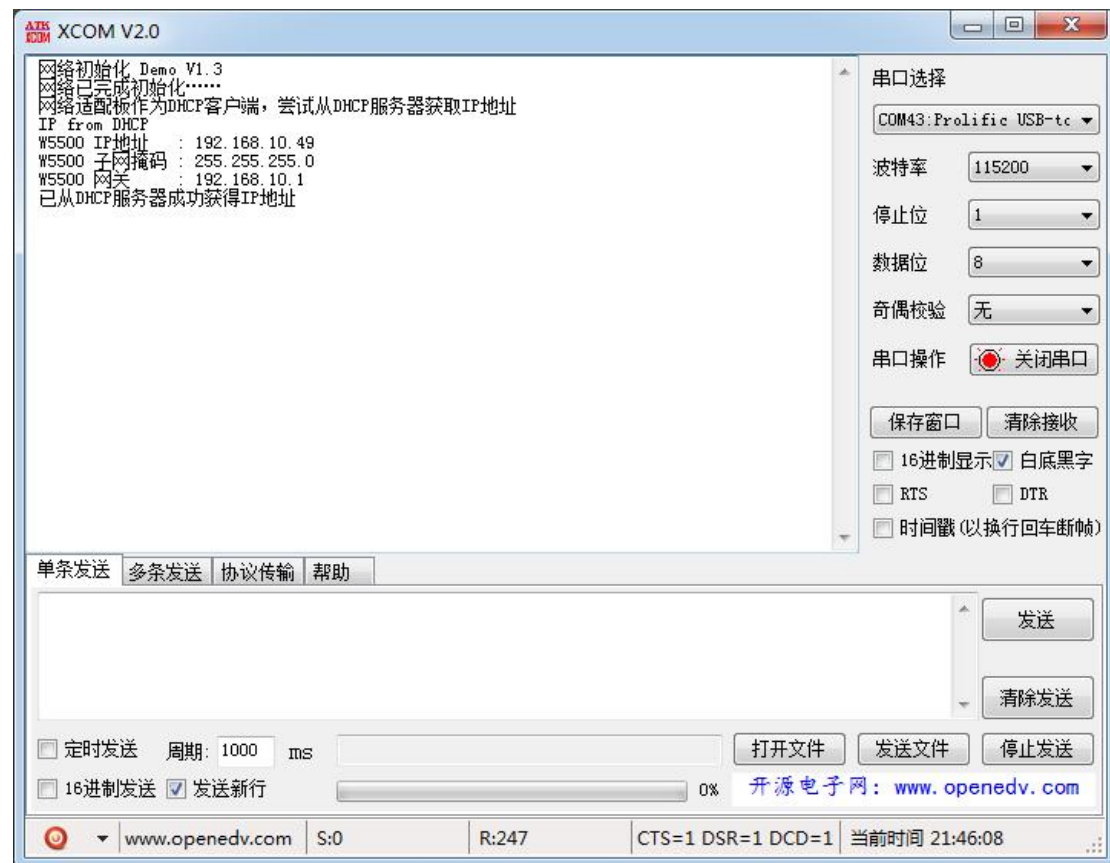 ATK XCOM XCOM V2.0
网络初始化 Demo V1.3
网络已完成初始化……
网络适配板作为DHCP客户端，尝试从DHCP服务器获取IP地址
IP from DHCP
W5500 IP地址   : 192.168.10.49
W5500 子网掩码 : 255.255.255.0
W5500 网关     : 192.168.10.1
已从DHCP服务器成功获得IP地址
串口选择
COM43:Prolific USB-to
波特率 115200
停止位 1
数据位 8
奇偶校验 无
串口操作 关闭串口
保存窗口 清除接收
16进制显示 白底黑字
RTS DTR
时间戳(以换行回车断帧)
单条发送 多条发送 协议传输 帮助
发送
清除发送
定时发送 周期: 1000 ms 打开文件 发送文件 停止发送
16进制发送 发送新行 0% 开源电子网: www.openedv.com
www.openedv.com S:0 R:247 CTS=1 DSR=1 DCD=1 当前时间 21:46:08